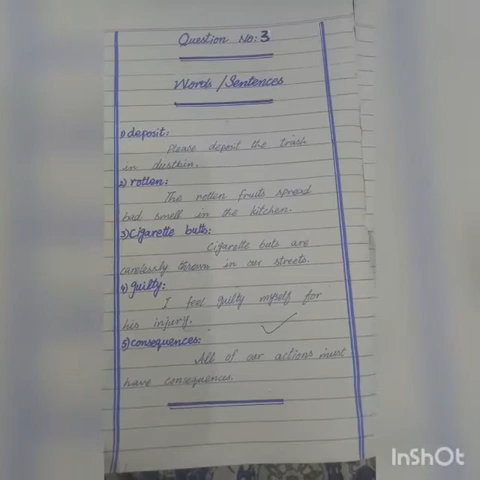 Question No: 3
Words/Sentences
1) deposit:
Please deposit the trash
in dustbin.
2) rotten:
The rotten fruits spread
bad smell in the kitchen.
3) Cigarette butts:
Cigarette buts are
carelessly thrown in our streets.
4) guilty:
I feel guilty myself for
his injury.
5) consequences:
All of our actions must
have consequences.
InShOt